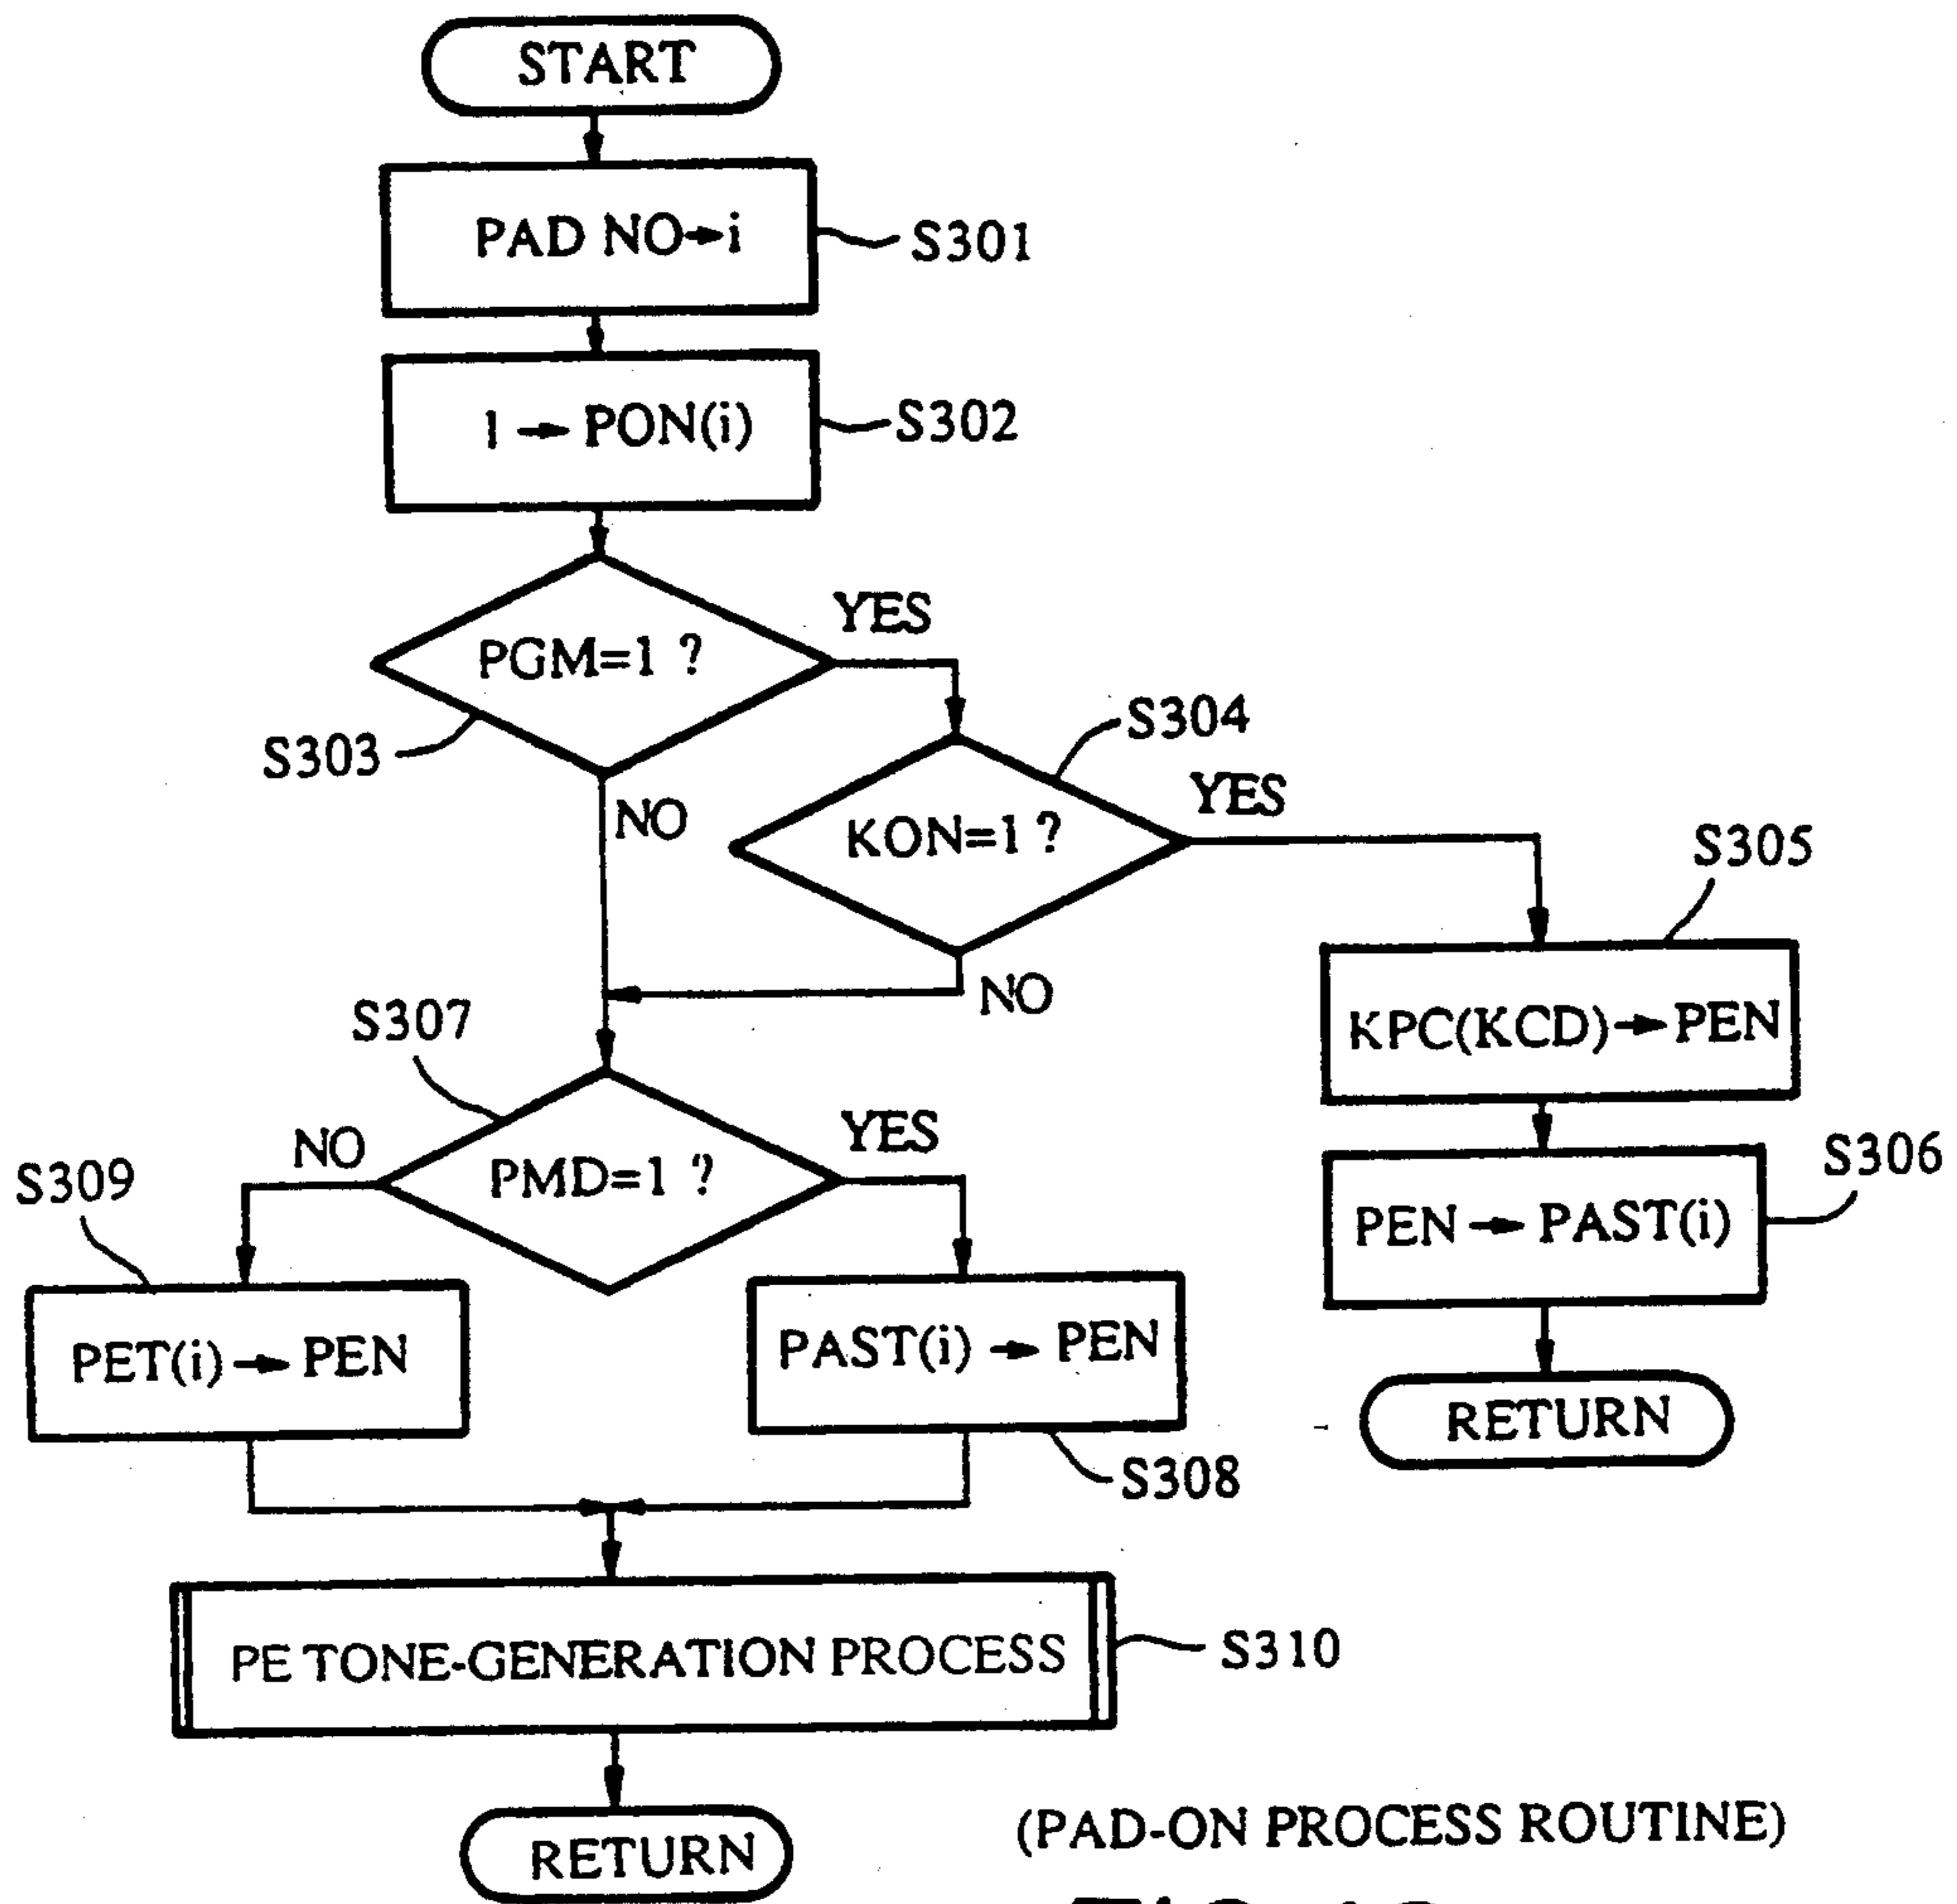 START
PAD NO→i
S301
1→PON(i)
S302
PGM=1 ?
YES
S303
NO
S304
KON=1 ?
YES
NO
S305
KPC(KCD)→PEN
S306
PEN→PAST(i)
RETURN
S307
PMD=1 ?
NO
YES
S309
PET(i)→PEN
PAST(i)→PEN
S308
PE TONE-GENERATION PROCESS
S310
RETURN
(PAD-ON PROCESS ROUTINE)